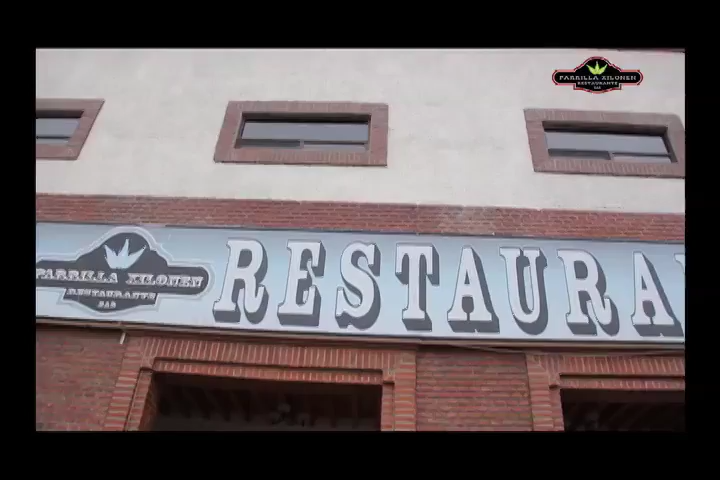 PARRILLA XILONEN
RESTAURANTE
BAR
PARRILLA XILONEN
RESTAURANTE
BAR
RESTAURA